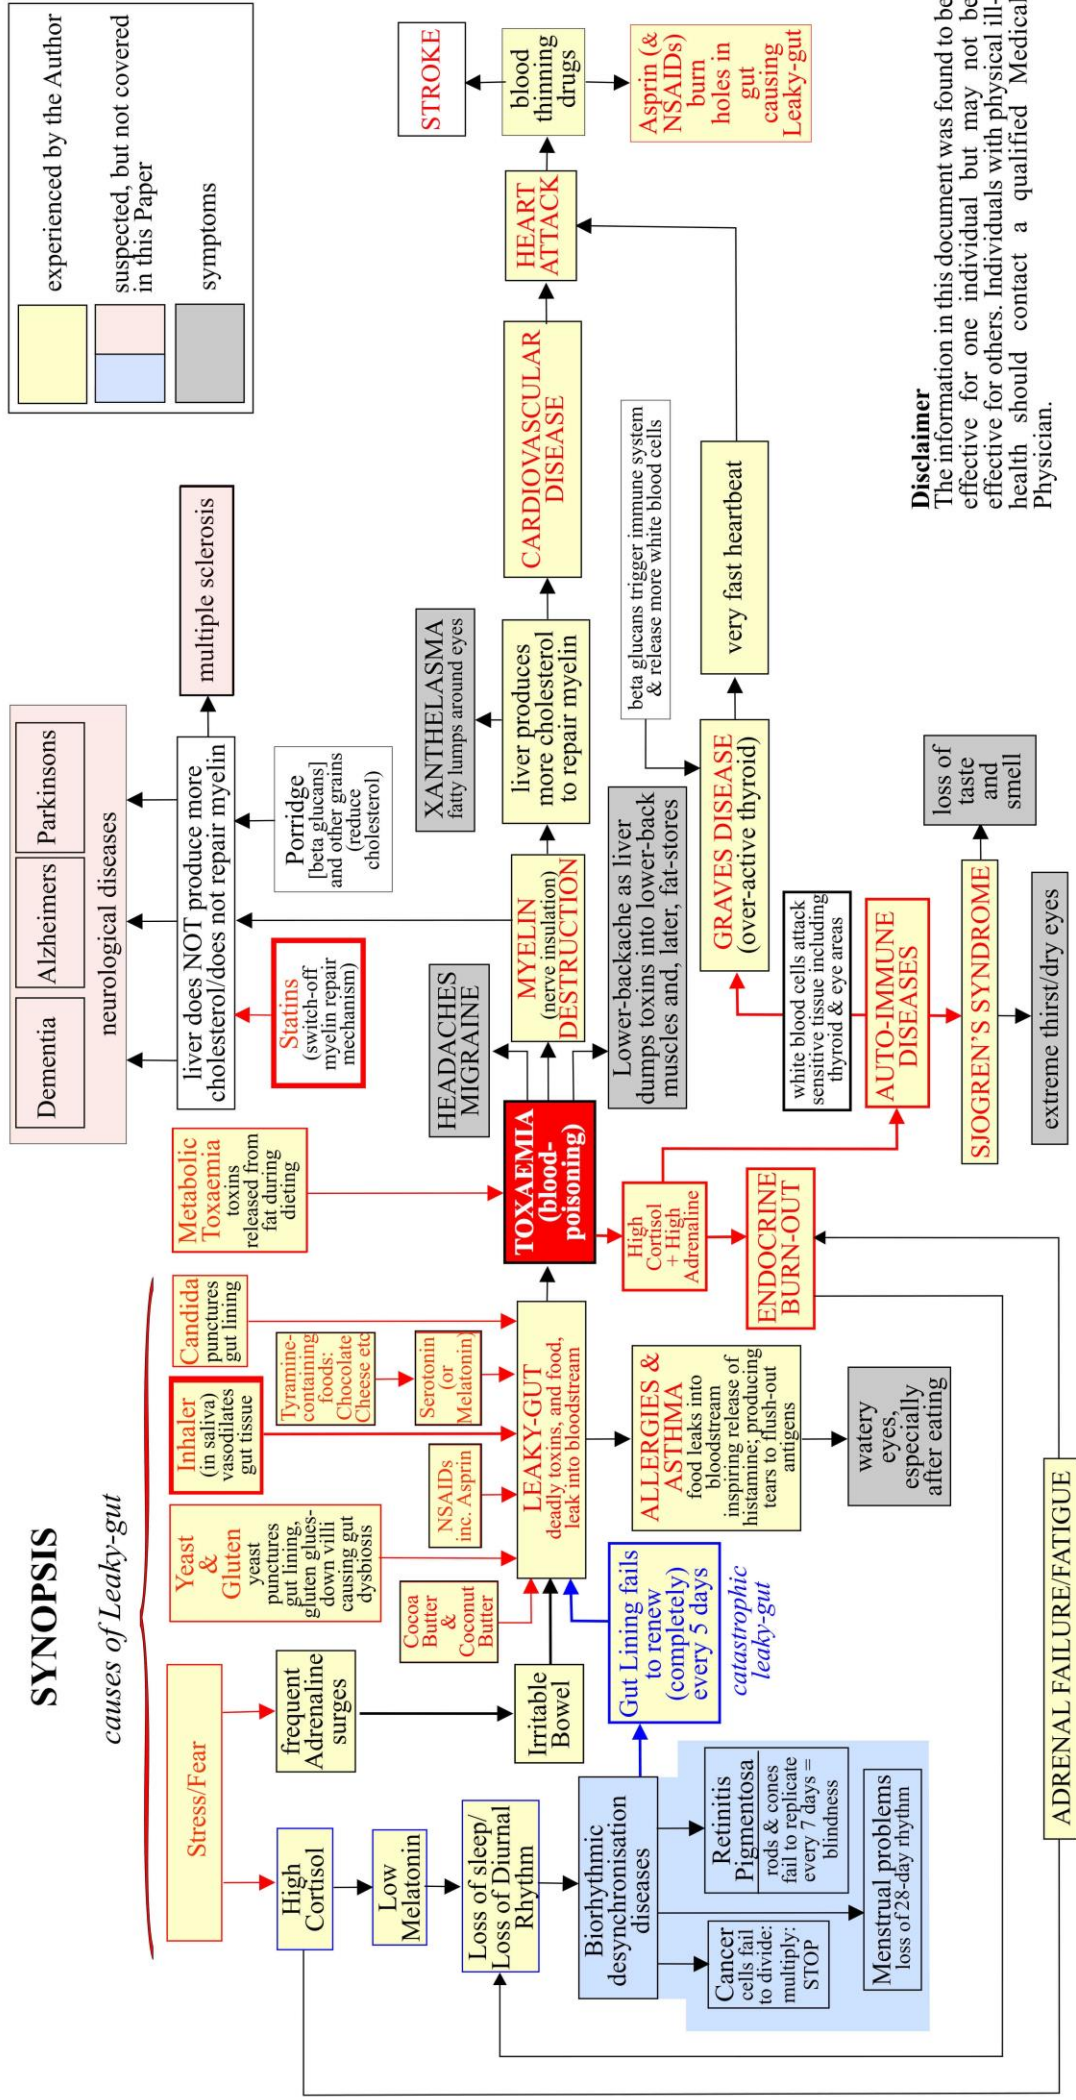 SYNOPSIS
causes of Leaky-gut
experienced by the Author
suspected, but not covered
in this Paper
symptoms
Stress/Fear
High
Cortisol
Low
Melatonin
Loss of sleep/
Loss of Diurnal
Rhythm
Biorhythmic
desynchronisation
diseases
Cancer
cells fail
to divide:
multiply:
STOP
Retinitis
Pigmentosa
rods & cones
fail to replicate
every 7 days =
blindness
Menstrual problems
loss of 28-day rhythm
frequent
Adrenaline
surges
Irritable
Bowel
Gut Lining fails
to renew
(completely)
every 5 days
catastrophic
leaky-gut
Yeast
&
Gluten
yeast
punctures
gut lining,
gluten glues-
down villi
causing gut
dysbiosis
Cocoa
Butter
&
Coconut
Butter
NSAIDs
inc. Asprin
Inhaler
(in saliva)
vasodilates
gut tissue
Tyramine-
containing
foods:
Chocolate
Cheese etc
Serotonin
(or
Melatonin)
Candida
punctures
gut lining
LEAKY-GUT
deadly toxins, and food,
leak into bloodstream
ALLERGIES &
ASTHMA
food leaks into
bloodstream
inspiring release of
histamine; producing
tears to flush-out
antigens
watery
eyes,
especially
after eating
Metabolic
Toxaemia
toxins
released from
fat during
dieting
TOXAEMIA
(blood-
poisoning)
High
Cortisol
+ High
Adrenaline
ENDOCRINE
BURN-OUT
ADRENAL FAILURE/FATIGUE
HEADACHES
MIGRAINE
MYELIN
(nerve insulation)
DESTRUCTION
Lower-backache as liver
dumps toxins into lower-back
muscles and, later, fat-stores
Dementia
Alzheimers
Parkinsons
neurological diseases
liver does NOT produce more
cholesterol/does not repair myelin
multiple sclerosis
Statins
(switch-off
myelin repair
mechanism)
Porridge
[beta glucans]
and other grains
(reduce
cholesterol)
XANTHELASMA
fatty lumps around eyes
liver produces
more cholesterol
to repair myelin
CARDIOVASCULAR
DISEASE
HEART
ATTACK
blood
thinning
drugs
STROKE
Asprin (&
NSAIDs)
burn
holes in
gut
causing
Leaky-gut
beta glucans trigger immune system
& release more white blood cells
GRAVES DISEASE
(over-active thyroid)
very fast heartbeat
white blood cells attack
sensitive tissue including
thyroid & eye areas
AUTO-IMMUNE
DISEASES
SJOGREN'S SYNDROME
loss of
taste
and
smell
extreme thirst/dry eyes
Disclaimer
The information in this document was found to be
effective for one individual but may not be
effective for others. Individuals with physical ill-
health should contact a qualified Medical
Physician.